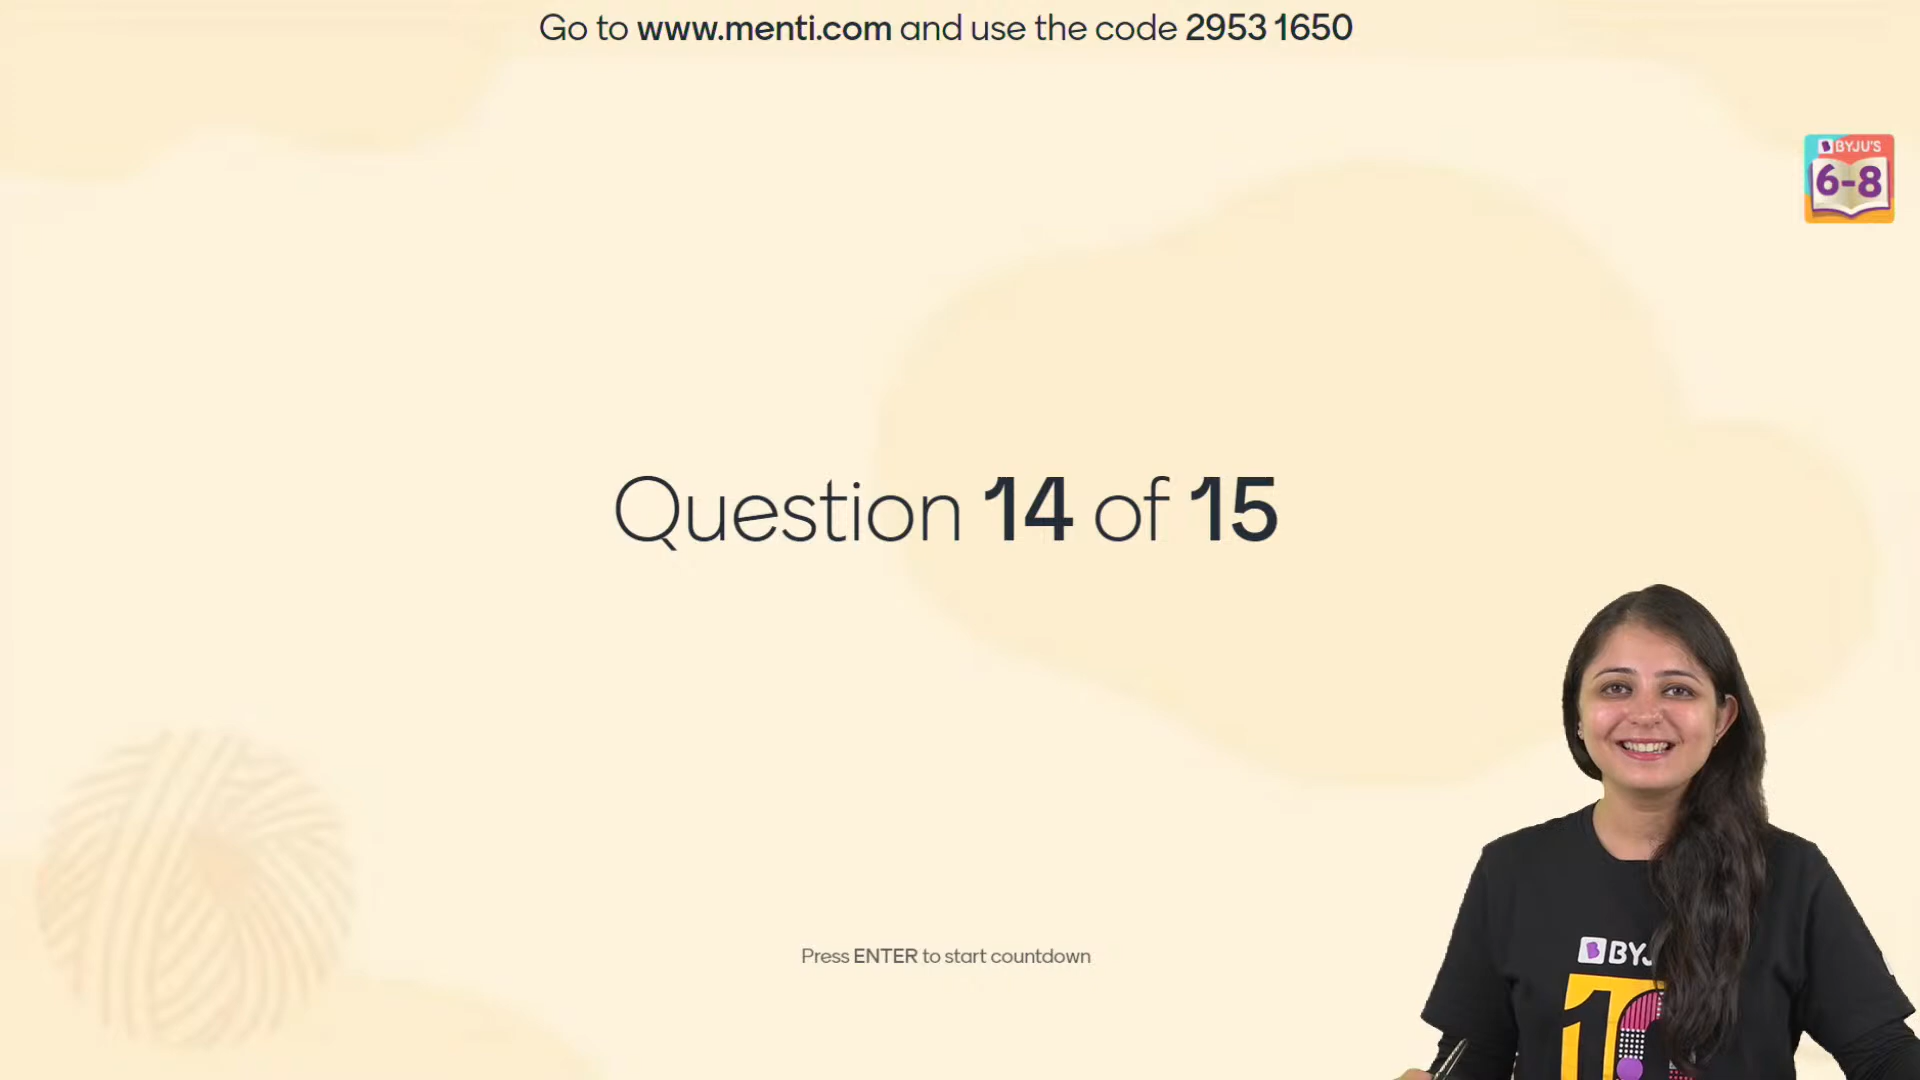 Go to www.menti.com and use the code 2953 1650
BYJU'S
6-8
Question 14 of 15
Press ENTER to start countdown